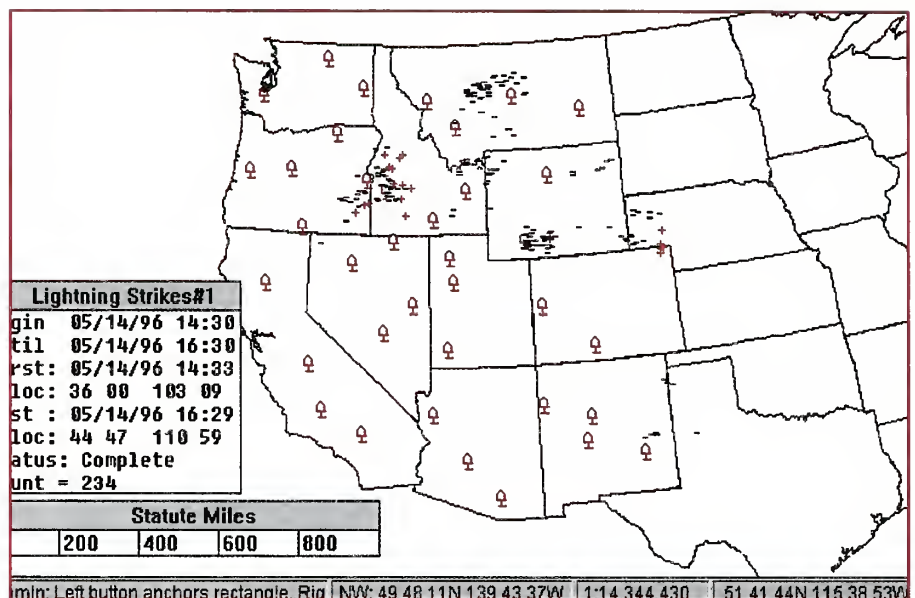 Lightning Strikes#1
gin 05/14/96 14:30
til 05/14/96 16:30
rst: 05/14/96 14:33
loc: 36 00 103 09
st : 05/14/96 16:29
loc: 44 47 110 59
atus: Complete
unt = 234
Statute Miles
200 400 600 800
min: Left button anchors rectangle. Rig NW: 49 48 11N 139 43 37W 1:14,344,430 51 41 44N 115 38 53W